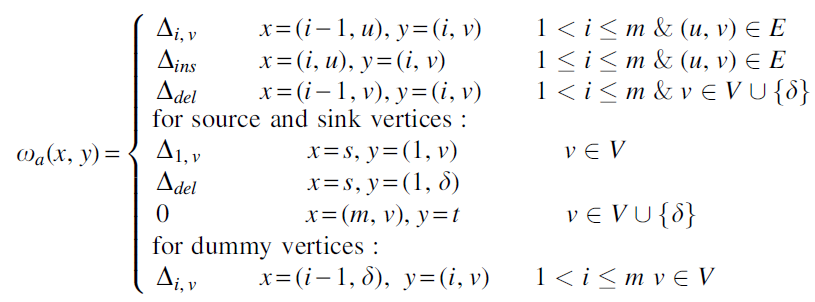 Δi, v x=(i−1, u), y=(i, v) 1 < i ≤ m & (u, v) ∈ E
Δins x=(i, u), y=(i, v) 1 ≤ i ≤ m & (u, v) ∈ E
Δdel x=(i−1, v), y=(i, v) 1 < i ≤ m & v ∈ V ∪ {δ}
for source and sink vertices :
ωa(x, y)= { Δ1, v x=s, y=(1, v) v ∈ V
Δdel x=s, y=(1, δ)
0 x=(m, v), y=t v ∈ V ∪ {δ}
for dummy vertices :
Δi, v x=(i−1, δ), y=(i, v) 1 < i ≤ m v ∈ V